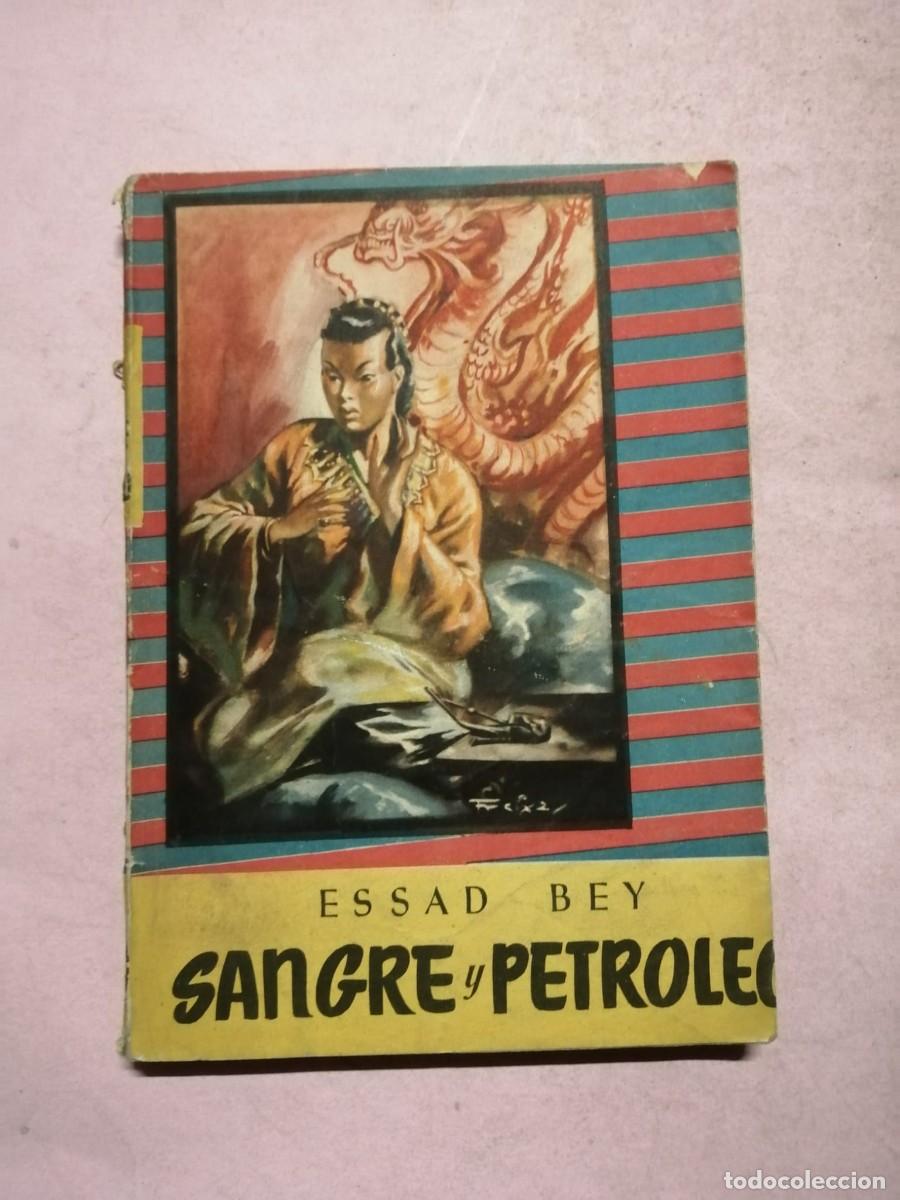 ESSAD BEY
SANGRE y PETROLEO
todocoleccion